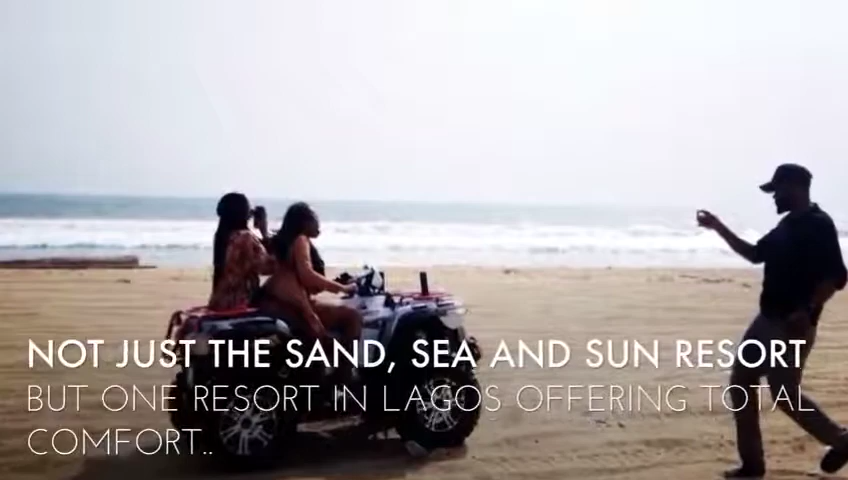 NOT JUST THE SAND, SEA AND SUN RESORT
BUT ONE RESORT IN LAGOS OFFERING TOTAL
COMFORT..